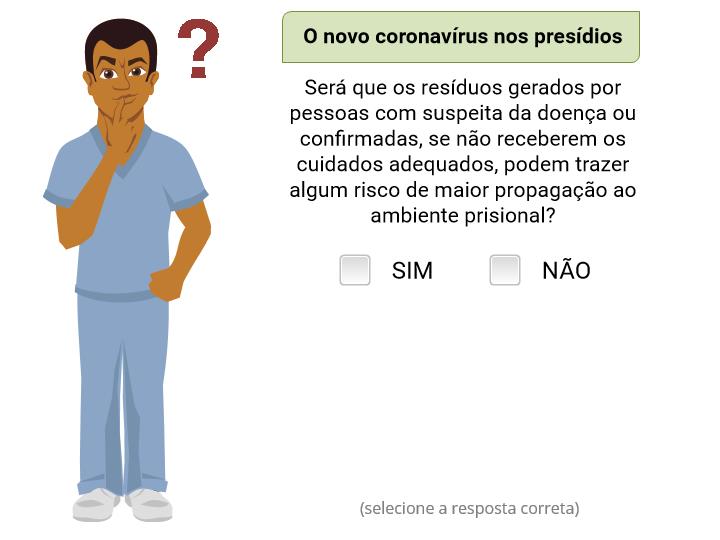 ?
O novo coronavírus nos presídios
Será que os resíduos gerados por
pessoas com suspeita da doença ou
confirmadas, se não receberem os
cuidados adequados, podem trazer
algum risco de maior propagação ao
ambiente prisional?
SIM NÃO
(selecione a resposta correta)